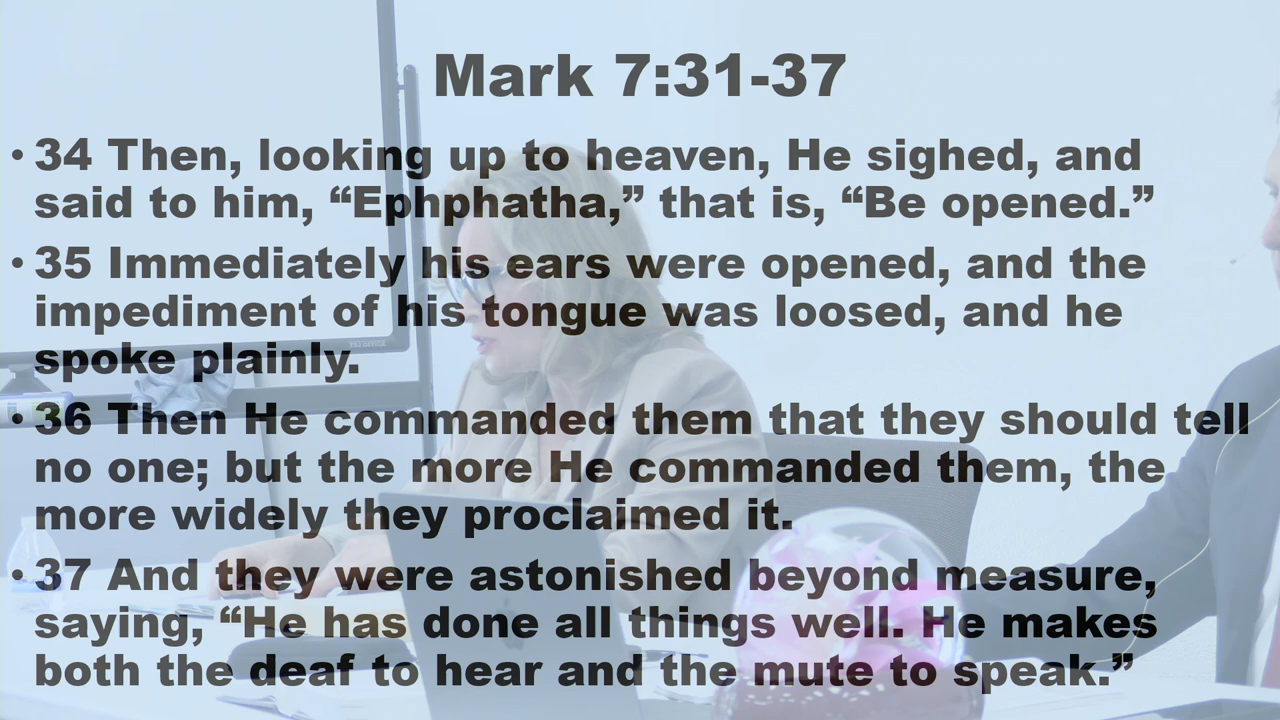 Mark 7:31-37
• 34 Then, looking up to heaven, He sighed, and
said to him, “Ephphatha,” that is, “Be opened.”
• 35 Immediately his ears were opened, and the
impediment of his tongue was loosed, and he
spoke plainly.
• 36 Then He commanded them that they should tell
no one; but the more He commanded them, the
more widely they proclaimed it.
• 37 And they were astonished beyond measure,
saying, “He has done all things well. He makes
both the deaf to hear and the mute to speak.”